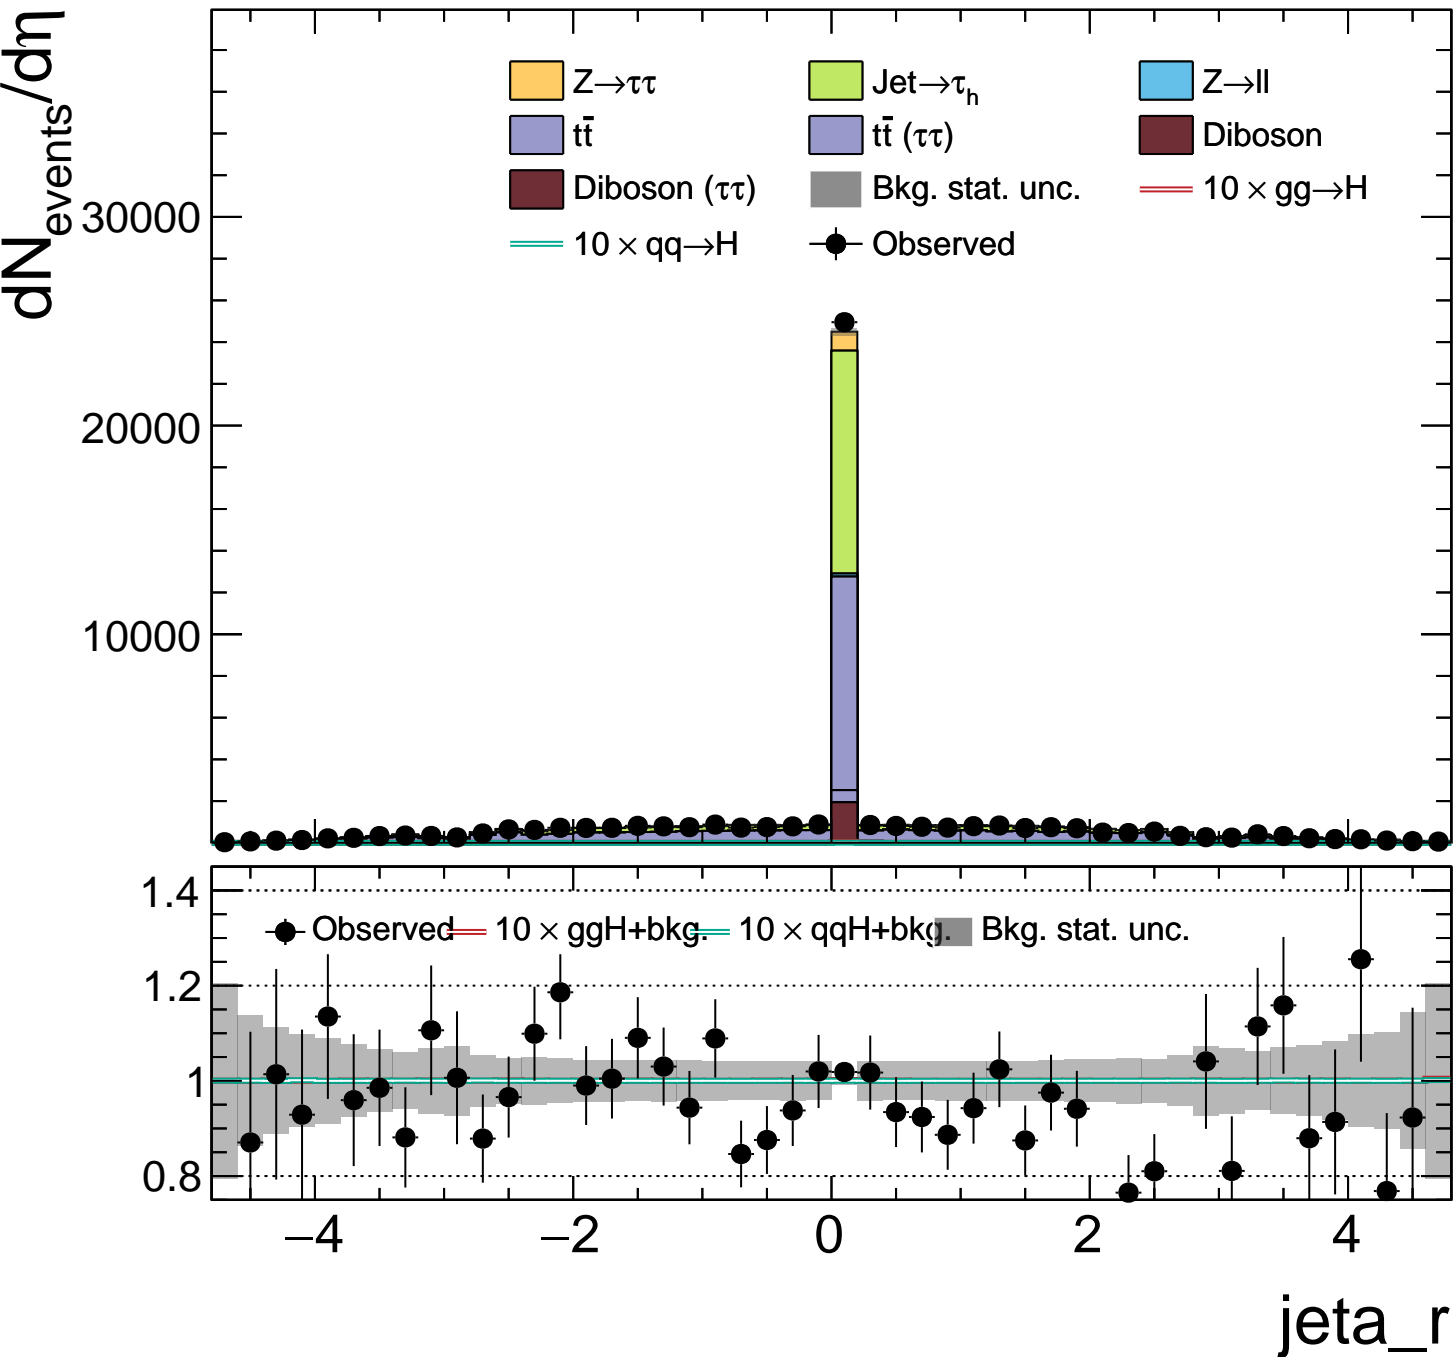 dN_events/dη
Z→ττ Jet→τ_h Z→ll
tt̄ tt̄ (ττ) Diboson
Diboson (ττ) Bkg. stat. unc. 10 × gg→H
10 × qq→H Observed
30000
20000
10000
1.4
Observed 10 × ggH+bkg. 10 × qqH+bkg. Bkg. stat. unc.
1.2
1
0.8
−4 −2 0 2 4
jeta_r